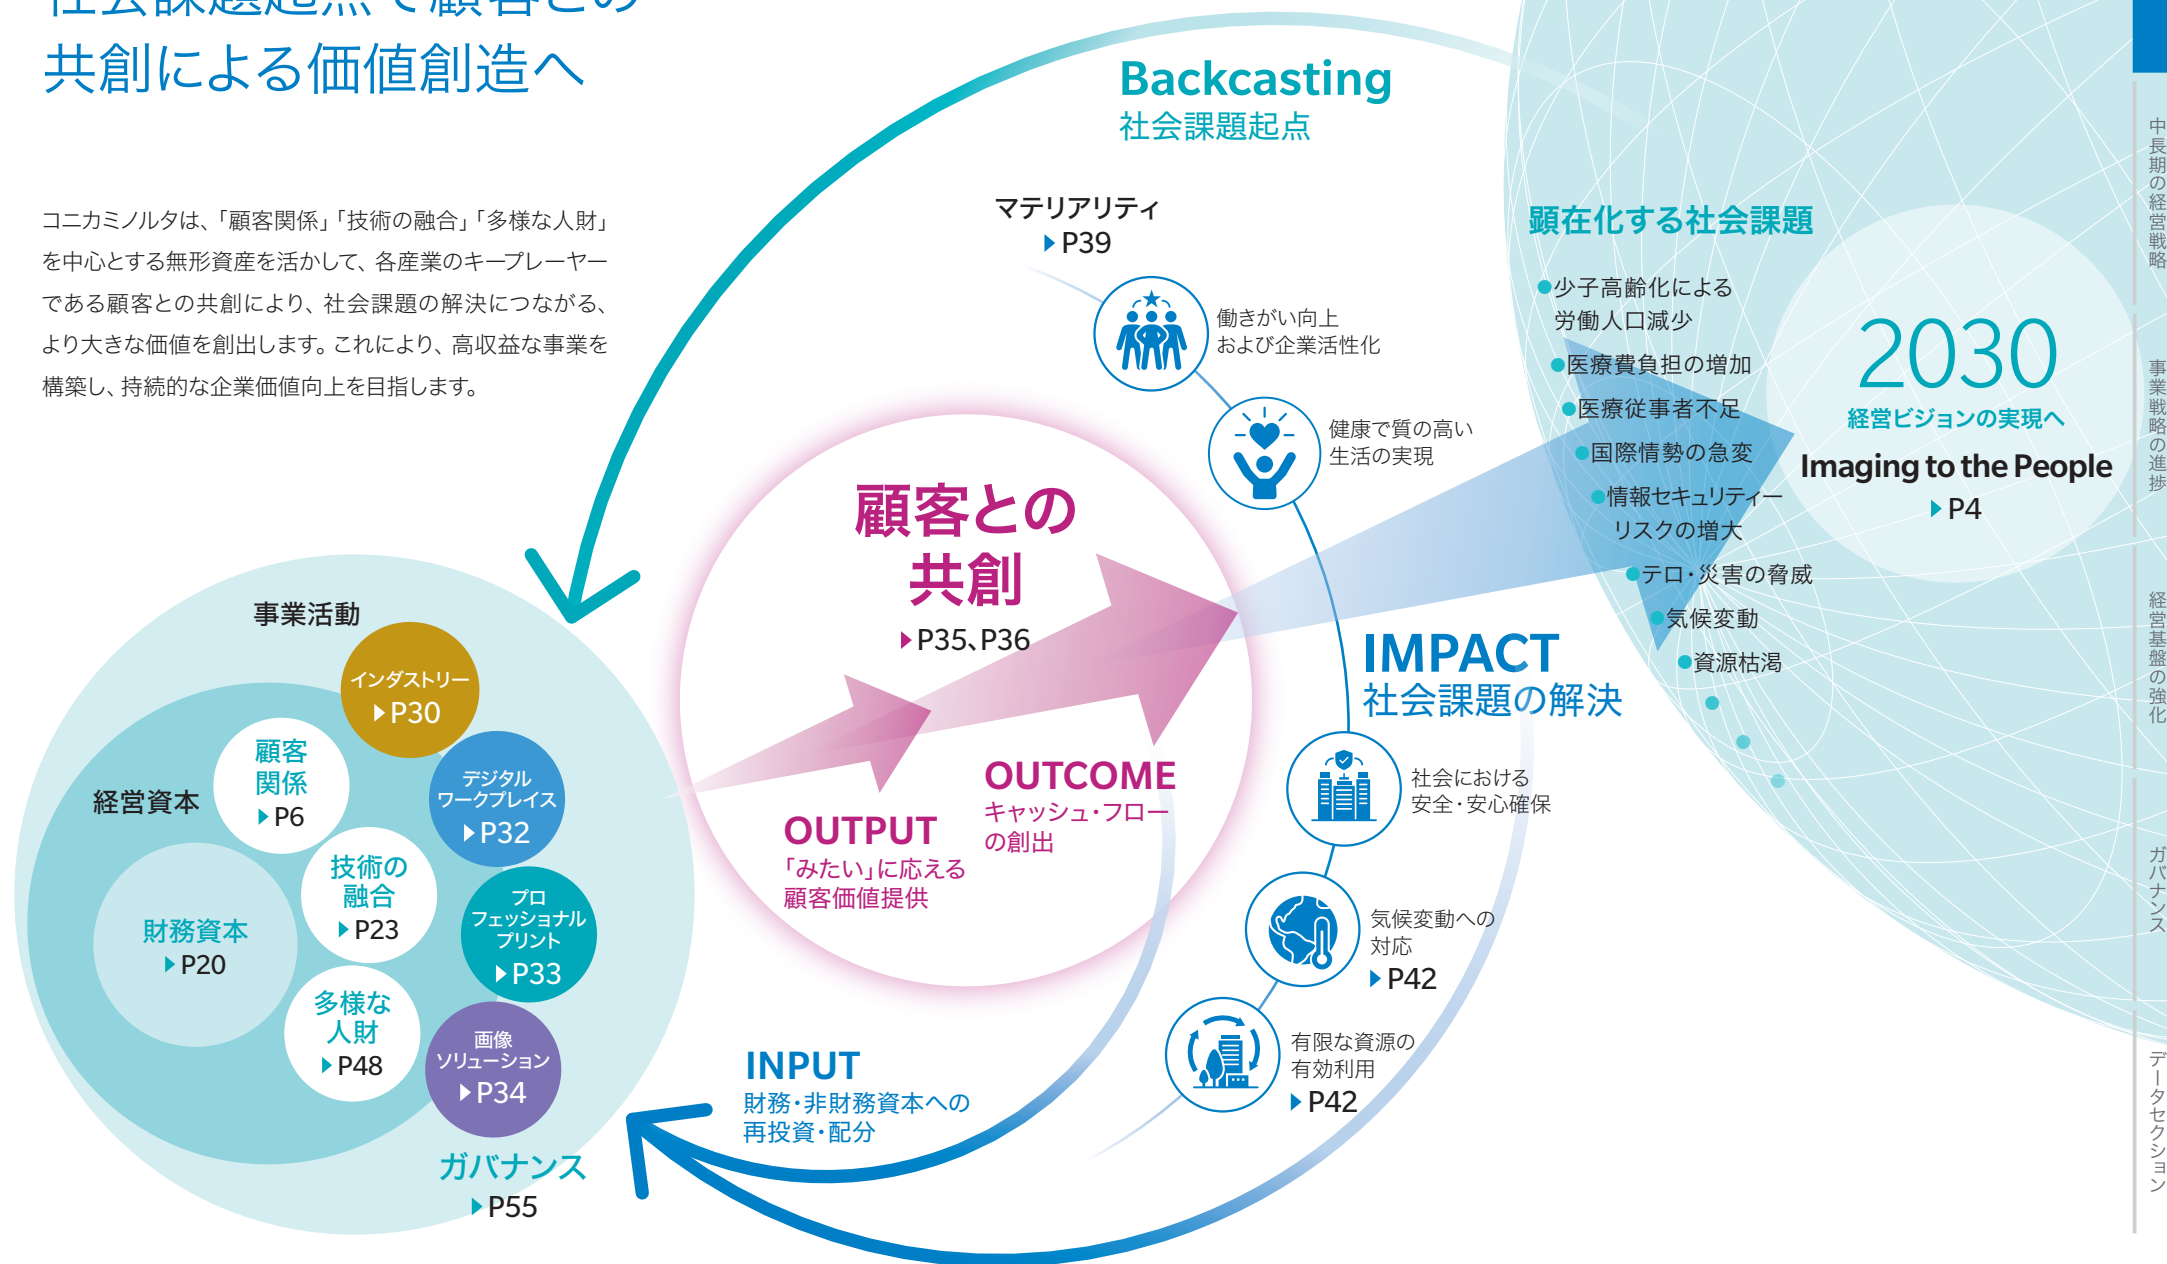 社会課題起点で顧客との
共創による価値創造へ
コニカミノルタは、「顧客関係」「技術の融合」「多様な人財」
を中心とする無形資産を活かして、各産業のキープレーヤー
である顧客との共創により、社会課題の解決につながる、
より大きな価値を創出します。これにより、高収益な事業を
構築し、持続的な企業価値向上を目指します。
Backcasting
社会課題起点
マテリアリティ
P39
働きがい向上
および企業活性化
健康で質の高い
生活の実現
顕在化する社会課題
●少子高齢化による
労働人口減少
●医療費負担の増加
●医療従事者不足
●国際情勢の急変
●情報セキュリティー
リスクの増大
●テロ・災害の脅威
●気候変動
●資源枯渇
2030
経営ビジョンの実現へ
Imaging to the People
P4
顧客との
共創
P35、P36
OUTPUT
「みたい」に応える
顧客価値提供
OUTCOME
キャッシュ・フロー
の創出
IMPACT
社会課題の解決
社会における
安全・安心確保
気候変動への
対応
P42
有限な資源の
有効利用
P42
INPUT
財務・非財務資本への
再投資・配分
事業活動
インダストリー
P30
デジタル
ワークプレイス
P32
プロ
フェッショナル
プリント
P33
画像
ソリューション
P34
経営資本
顧客
関係
P6
技術の
融合
P23
多様な
人財
P48
財務資本
P20
ガバナンス
P55
中長期の経営戦略
事業戦略の進捗
経営基盤の強化
ガバナンス
データセクション